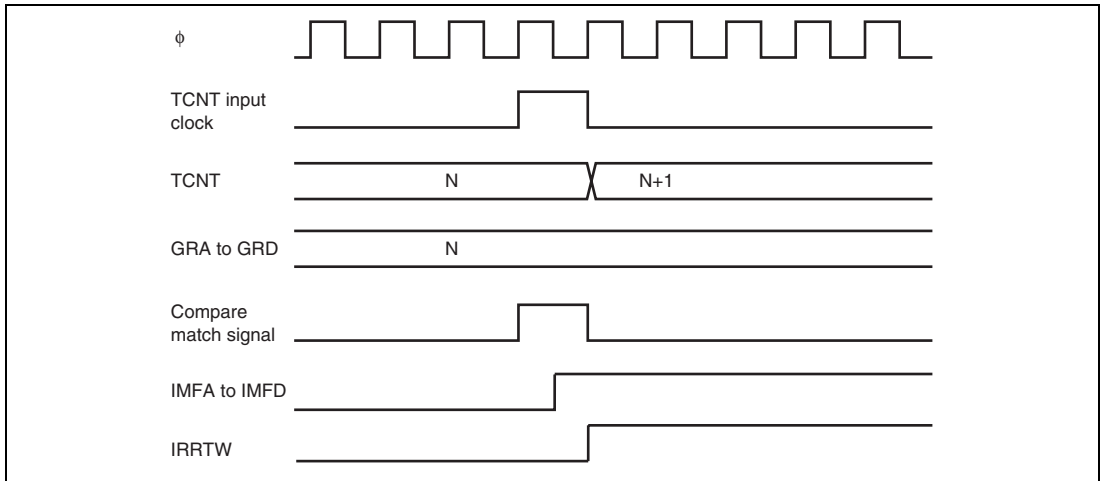 ϕ
TCNT input
clock
TCNT
N
N+1
GRA to GRD
N
Compare
match signal
IMFA to IMFD
IRRTW